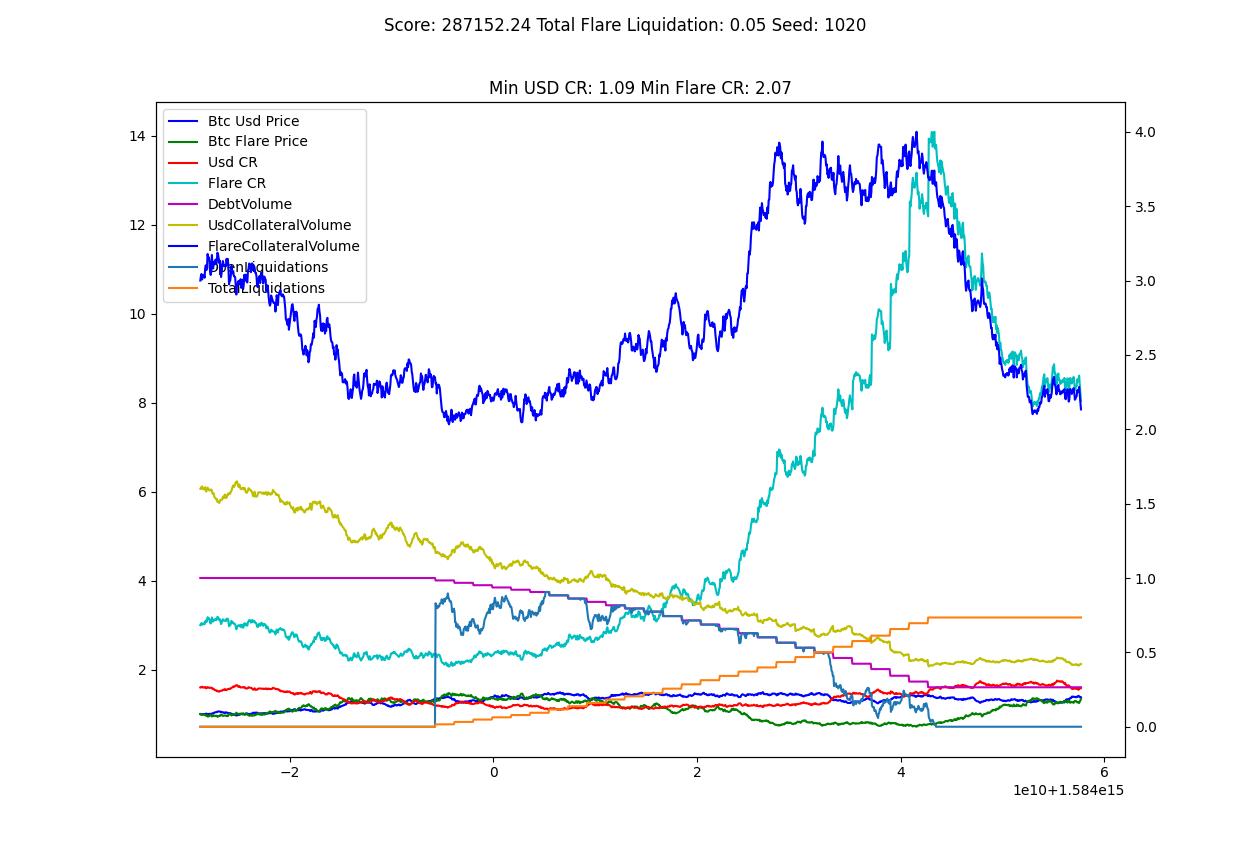 Score: 287152.24 Total Flare Liquidation: 0.05 Seed: 1020
Min USD CR: 1.09 Min Flare CR: 2.07
Btc Usd Price
Btc Flare Price
Usd CR
Flare CR
DebtVolume
UsdCollateralVolume
FlareCollateralVolume
OpenLiquidations
TotalLiquidations
14
12
10
8
6
4
2
4.0
3.5
3.0
2.5
2.0
1.5
1.0
0.5
0.0
−2 0 2 4 6
1e10+1.584e15